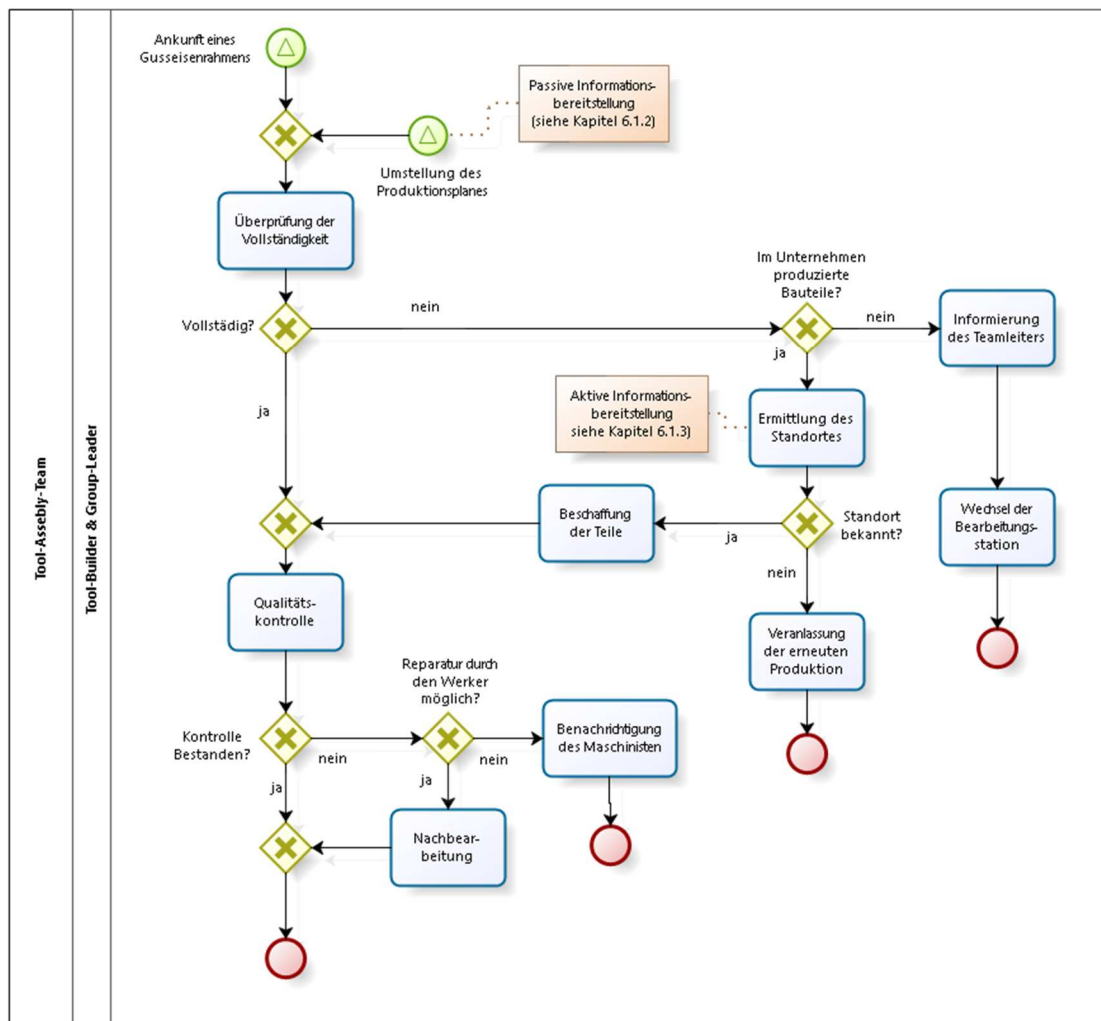 Tool-Assebly-Team
Tool-Builder & Group-Leader
Ankunft eines
Gusseisenrahmens
Passive Informations-
bereitstellung
(siehe Kapitel 6.1.2)
Umstellung des
Produktionsplanes
Überprüfung der
Vollständigkeit
Im Unternehmen
produzierte
Bauteile?
Vollstädig?
nein
nein
Informierung
des Teamleiters
ja
ja
Aktive Informations-
bereitstellung
siehe Kapitel 6.1.3)
Ermittlung des
Standortes
Beschaffung
der Teile
ja
Standort
bekannt?
Wechsel der
Bearbeitungs-
station
nein
Qualitäts-
kontrolle
Veranlassung
der erneuten
Produktion
Reparatur durch
den Werker
möglich?
Kontrolle
Bestanden?
nein
nein
Benachrichtigung
des Maschinisten
ja
ja
Nachbear-
beitung